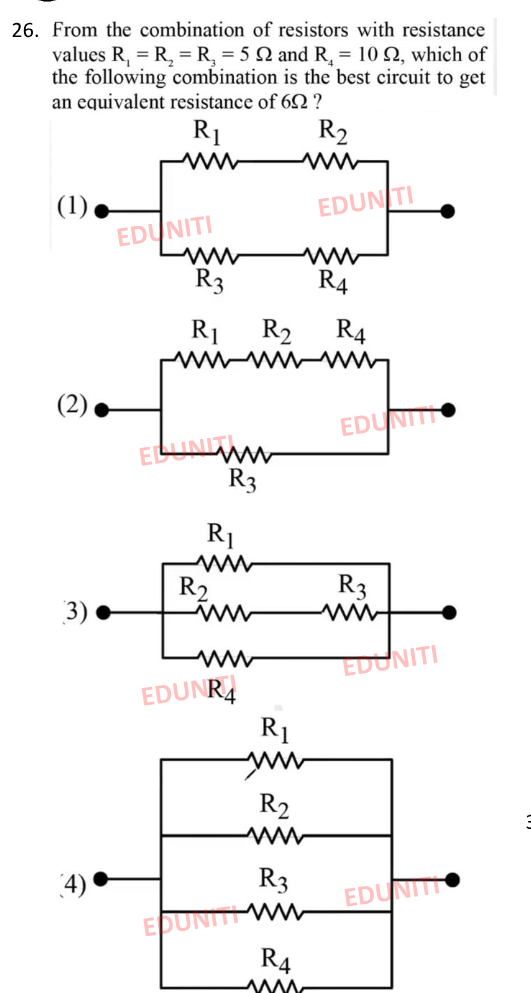 26. From the combination of resistors with resistance
values R₁ = R₂ = R₃ = 5 Ω and R₄ = 10 Ω, which of
the following combination is the best circuit to get
an equivalent resistance of 6Ω ?
R₁ R₂
(1)
EDUNITI EDUNITI
R₃ R₄
R₁ R₂ R₄
(2)
EDUNITI EDUNITI
R₃
R₁
R₂ R₃
3)
EDUNITI EDUNITI
R₄
R₁
R₂
4)
R₃
EDUNITI EDUNITI
R₄